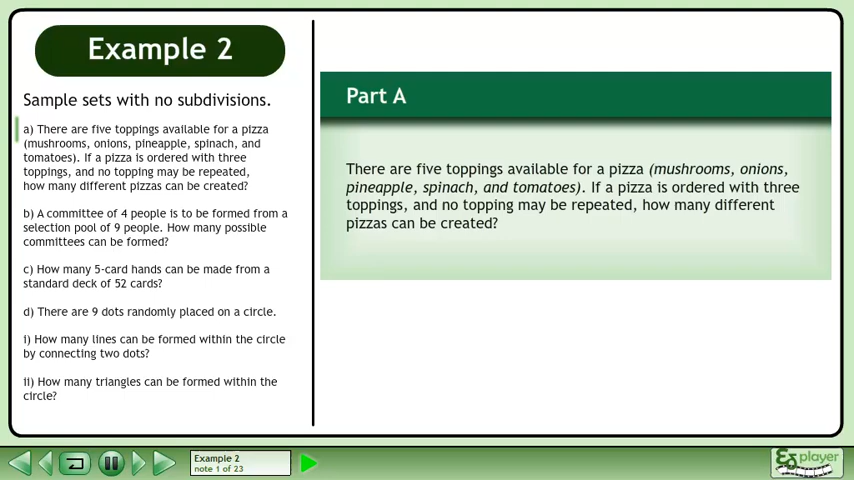 Example 2
Sample sets with no subdivisions.
a) There are five toppings available for a pizza
(mushrooms, onions, pineapple, spinach, and
tomatoes). If a pizza is ordered with three
toppings, and no topping may be repeated,
how many different pizzas can be created?
b) A committee of 4 people is to be formed from a
selection pool of 9 people. How many possible
committees can be formed?
c) How many 5-card hands can be made from a
standard deck of 52 cards?
d) There are 9 dots randomly placed on a circle.
i) How many lines can be formed within the circle
by connecting two dots?
ii) How many triangles can be formed within the
circle?
Part A
There are five toppings available for a pizza (mushrooms, onions,
pineapple, spinach, and tomatoes). If a pizza is ordered with three
toppings, and no topping may be repeated, how many different
pizzas can be created?
Example 2
note 1 of 23
player